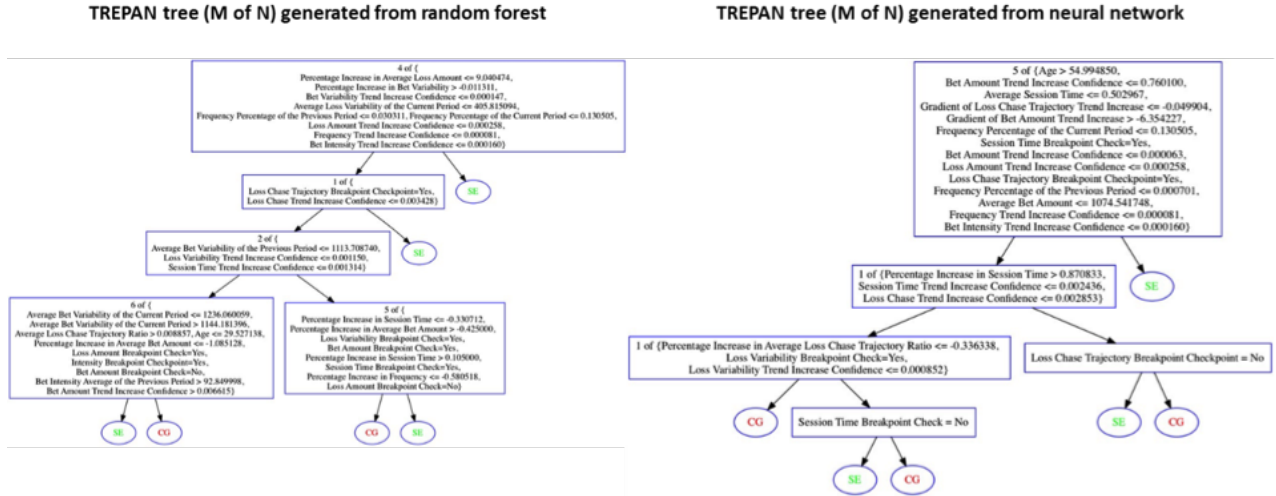 TREPAN tree (M of N) generated from random forest
4 of {
Percentage Increase in Average Loss Amount <= 9.040474,
Percentage Increase in Bet Variability > -0.011311,
Bet Variability Trend Increase Confidence <= 0.000147,
Average Loss Variability of the Current Period <= 405.815094,
Frequency Percentage of the Previous Period <= 0.030311, Frequency Percentage of the Current Period <= 0.130505,
Loss Amount Trend Increase Confidence <= 0.000258,
Frequency Trend Increase Confidence <= 0.000081,
Bet Intensity Trend Increase Confidence <= 0.000160}
1 of {
Loss Chase Trajectory Breakpoint Checkpoint=Yes,
Loss Chase Trend Increase Confidence <= 0.003428}
SE
2 of {
Average Bet Variability of the Previous Period <= 1113.708740,
Loss Variability Trend Increase Confidence <= 0.001150,
Session Time Trend Increase Confidence <= 0.001314}
SE
6 of {
Average Bet Variability of the Current Period <= 1236.060059,
Average Bet Variability of the Current Period > 1144.181396,
Average Loss Chase Trajectory Ratio > 0.008857, Age <= 29.527138,
Percentage Increase in Average Bet Amount <= -1.085128,
Loss Amount Breakpoint Check=Yes,
Intensity Breakpoint Checkpoint=Yes,
Bet Amount Breakpoint Check=No,
Bet Intensity Average of the Previous Period > 92.849998,
Bet Amount Trend Increase Confidence > 0.006615}
SE
CG
5 of {
Percentage Increase in Session Time <= -0.330712,
Percentage Increase in Average Bet Amount > -0.425000,
Loss Variability Breakpoint Check=Yes,
Bet Amount Breakpoint Check=Yes,
Percentage Increase in Session Time > 0.105000,
Session Time Breakpoint Check=Yes,
Percentage Increase in Frequency <= -0.580518,
Loss Amount Breakpoint Check=No}
CG
SE
TREPAN tree (M of N) generated from neural network
5 of {Age > 54.994850,
Bet Amount Trend Increase Confidence <= 0.760100,
Average Session Time <= 0.502967,
Gradient of Loss Chase Trajectory Trend Increase <= -0.049904,
Gradient of Bet Amount Trend Increase > -6.354227,
Frequency Percentage of the Current Period <= 0.130505,
Session Time Breakpoint Check=Yes,
Bet Amount Trend Increase Confidence <= 0.000063,
Loss Amount Trend Increase Confidence <= 0.000258,
Loss Chase Trajectory Breakpoint Checkpoint=Yes,
Frequency Percentage of the Previous Period <= 0.000701,
Average Bet Amount <= 1074.541748,
Frequency Trend Increase Confidence <= 0.000081,
Bet Intensity Trend Increase Confidence <= 0.000160}
1 of {Percentage Increase in Session Time > 0.870833,
Session Time Trend Increase Confidence <= 0.002436,
Loss Chase Trend Increase Confidence <= 0.002853}
SE
1 of {Percentage Increase in Average Loss Chase Trajectory Ratio <= -0.336338,
Loss Variability Breakpoint Check=Yes,
Loss Variability Trend Increase Confidence <= 0.000852}
Loss Chase Trajectory Breakpoint Checkpoint = No
CG
Session Time Breakpoint Check = No
SE
CG
SE
CG